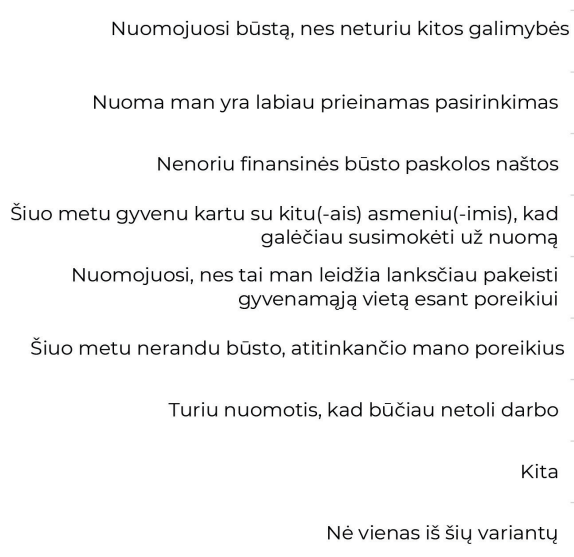 Nuomojuosi būstą, nes neturiu kitos galimybės
Nuoma man yra labiau prieinamas pasirinkimas
Nenoriu finansinės būsto paskolos naštos
Šiuo metu gyvenu kartu su kitu(-ais) asmeniu(-imis), kad
galėčiau susimokėti už nuomą
Nuomojuosi, nes tai man leidžia lanksčiau pakeisti
gyvenamąją vietą esant poreikiui
Šiuo metu nerandu būsto, atitinkančio mano poreikius
Turiu nuomotis, kad būčiau netoli darbo
Kita
Nė vienas iš šių variantų